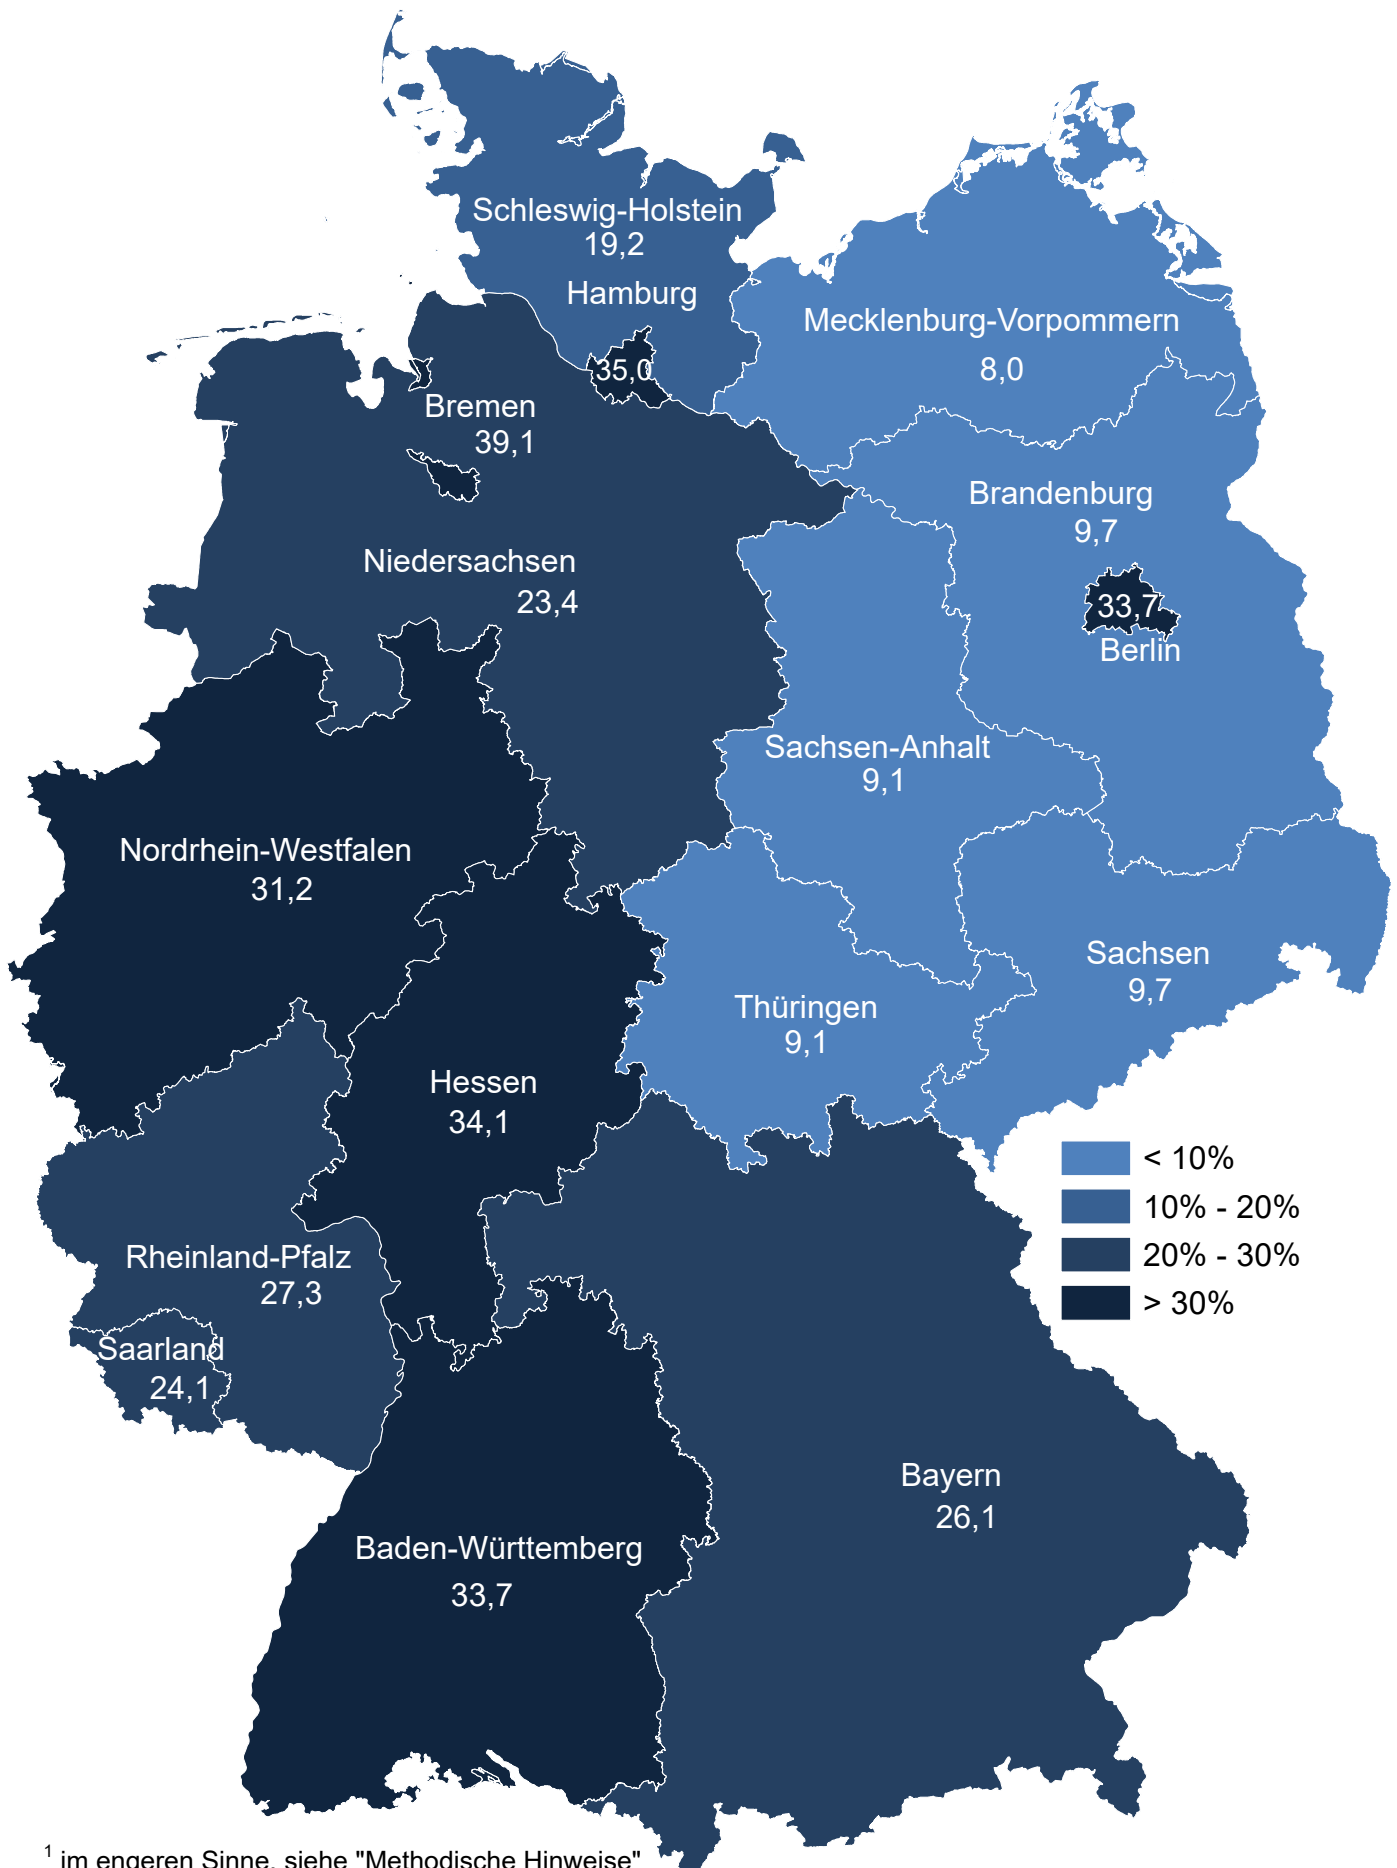 Schleswig-Holstein
19,2
Hamburg
35,0
Mecklenburg-Vorpommern
8,0
Bremen
39,1
Brandenburg
9,7
Niedersachsen
23,4
33,7
Berlin
Sachsen-Anhalt
9,1
Nordrhein-Westfalen
31,2
Sachsen
9,7
Thüringen
9,1
Hessen
34,1
< 10%
10% - 20%
20% - 30%
> 30%
Rheinland-Pfalz
27,3
Saarland
24,1
Bayern
26,1
Baden-Württemberg
33,7
1 im engeren Sinne, siehe "Methodische Hinweise"